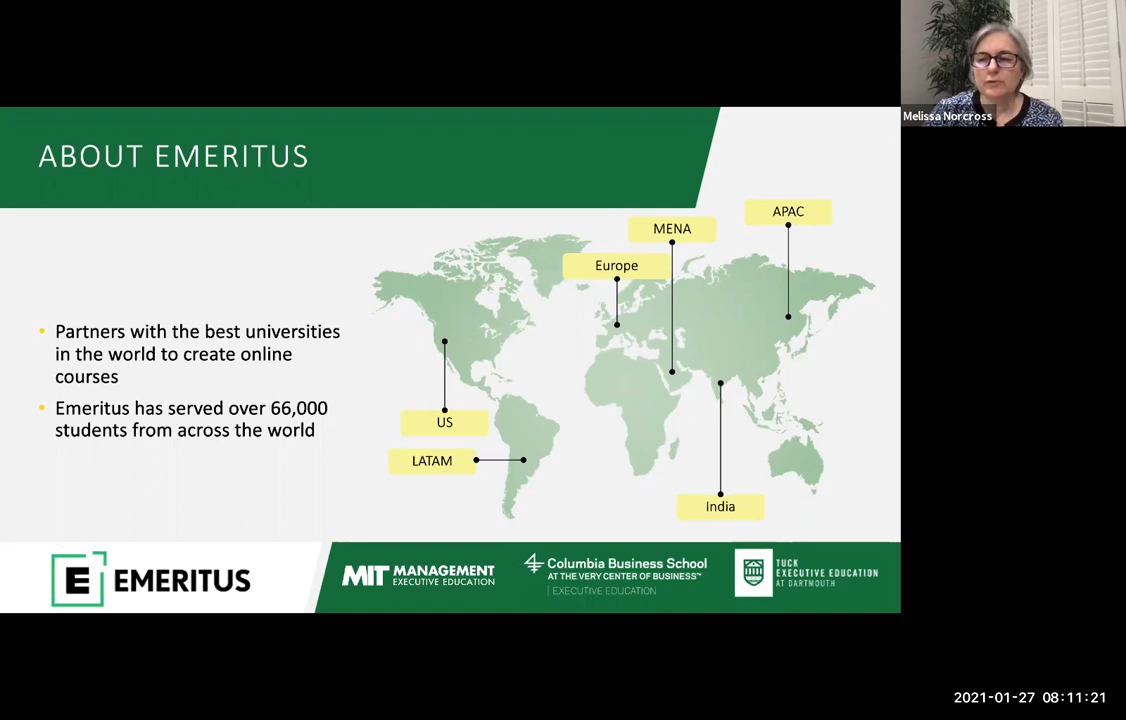 Melissa Norcross
ABOUT EMERITUS
APAC
MENA
Europe
• Partners with the best universities
in the world to create online
courses
• Emeritus has served over 66,000
students from across the world
US
LATAM
India
E EMERITUS
MIT MANAGEMENT
EXECUTIVE EDUCATION
Columbia Business School
AT THE VERY CENTER OF BUSINESS™
EXECUTIVE EDUCATION
TUCK
EXECUTIVE EDUCATION
AT DARTMOUTH
2021-01-27 08:11:21